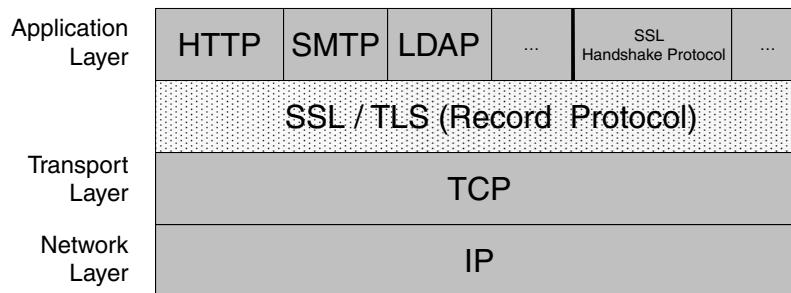 Application
Layer
HTTP SMTP LDAP ... SSL
Handshake Protocol ...
SSL / TLS (Record Protocol)
Transport
Layer
TCP
Network
Layer
IP